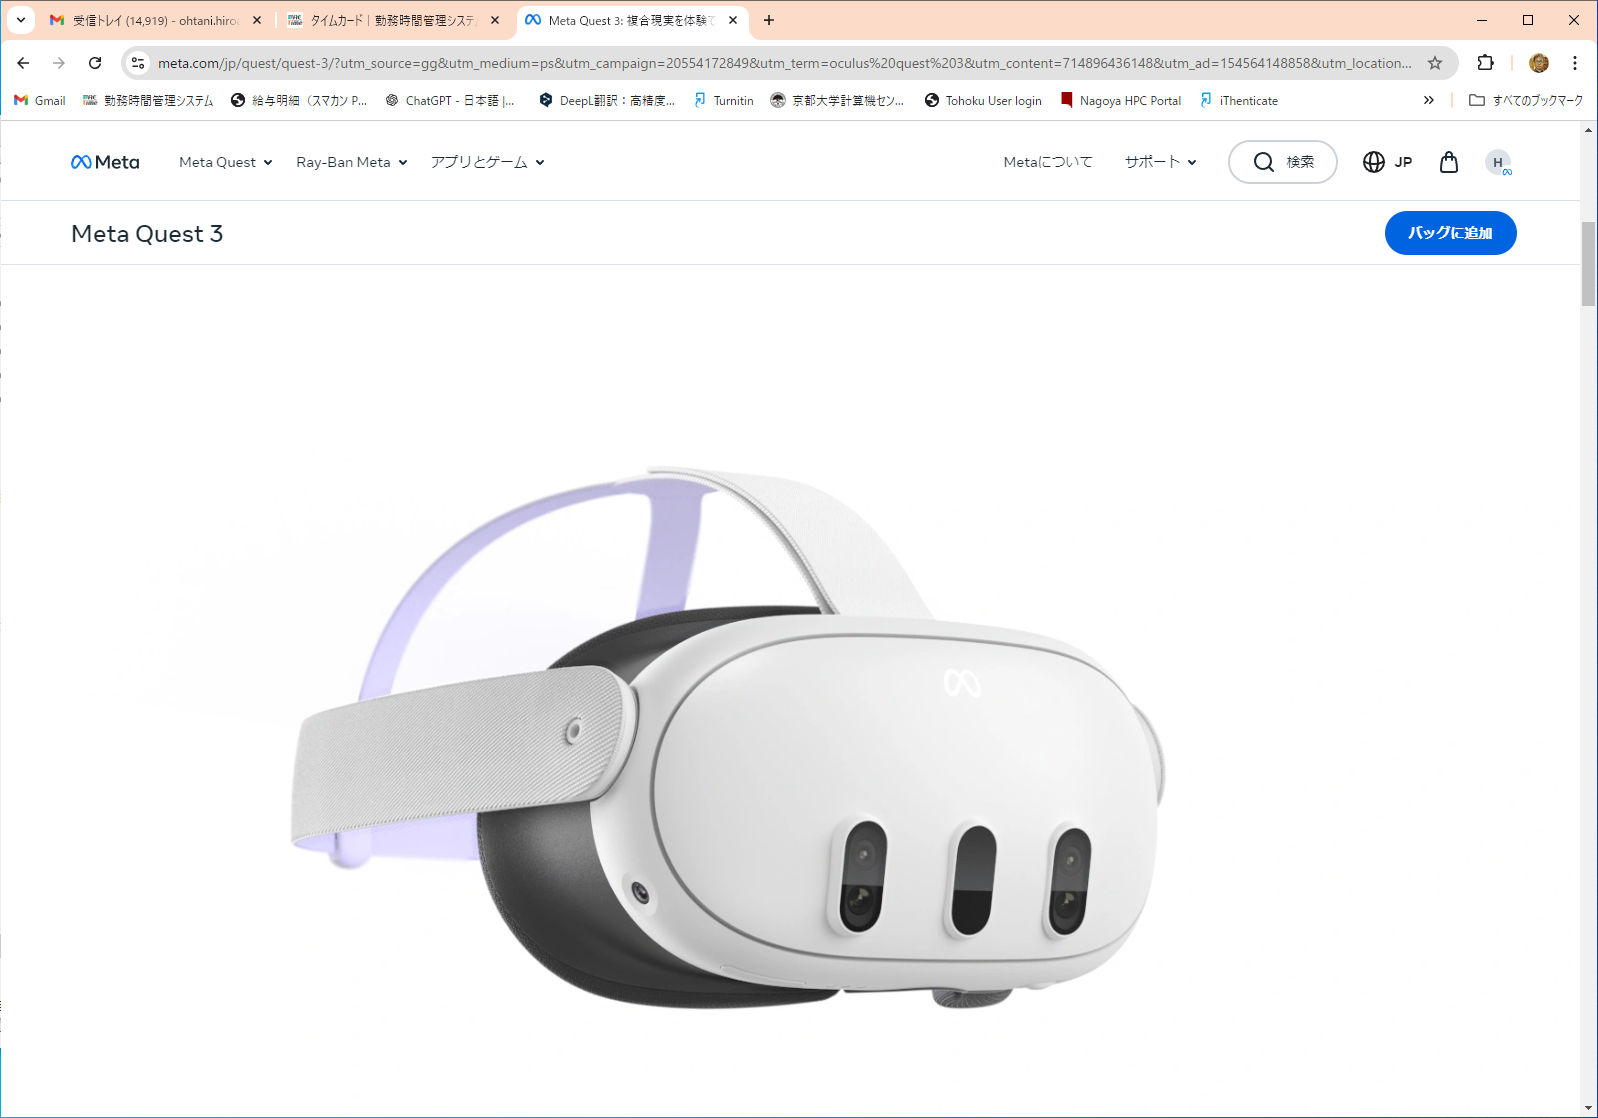 受信トレイ (14,919) - ohtani.hiro
タイムカード | 勤務時間管理システ
Meta Quest 3: 複合現実を体験で
meta.com/jp/quest/quest-3/?utm_source=gg&utm_medium=ps&utm_campaign=20554172849&utm_term=oculus%20quest%203&utm_content=714896436148&utm_ad=154564148858&utm_location...
Gmail
勤務時間管理システム
給与明細（スマカン P...
ChatGPT - 日本語 |...
DeepL翻訳：高精度...
Turnitin
京都大学計算機セン...
Tohoku User login
Nagoya HPC Portal
iThenticate
»
すべてのブックマーク
Meta
Meta Quest
Ray-Ban Meta
アプリとゲーム
Metaについて
サポート
検索
JP
H
Meta Quest 3
バッグに追加